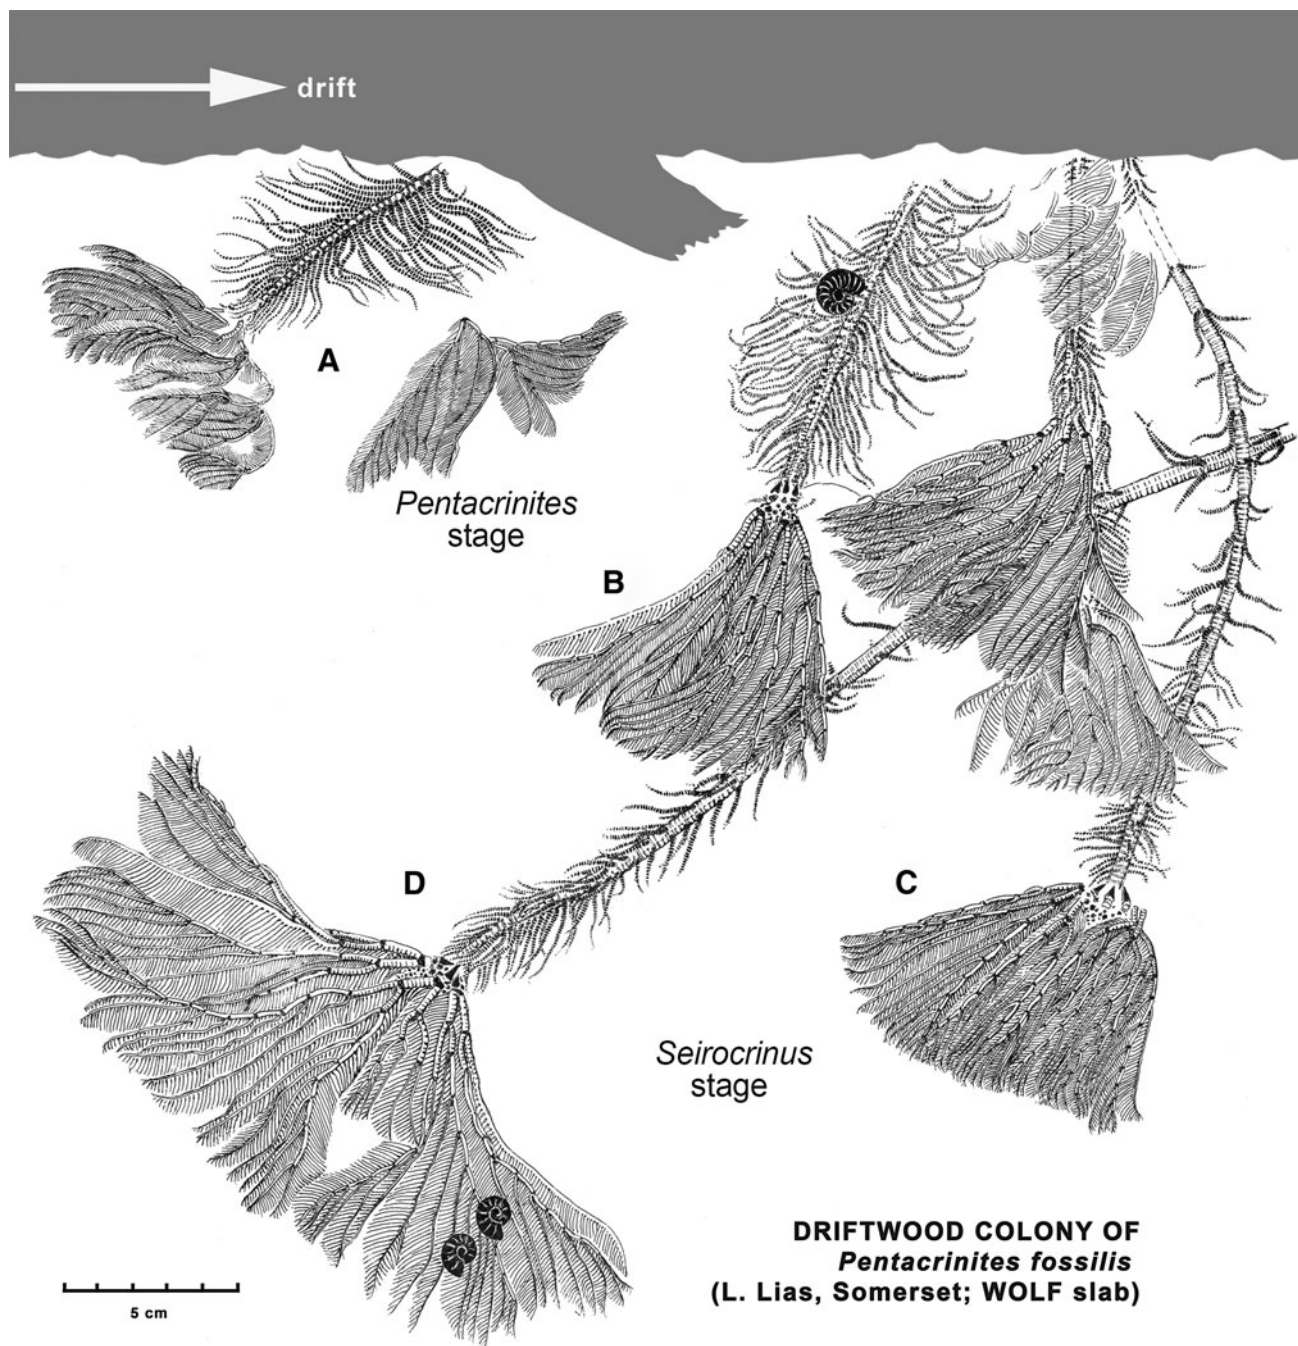 drift
A
Pentacrinites
stage
B
D
C
Seirocrinus
stage
DRIFTWOOD COLONY OF
Pentacrinites fossilis
(L. Lias, Somerset; WOLF slab)
5 cm